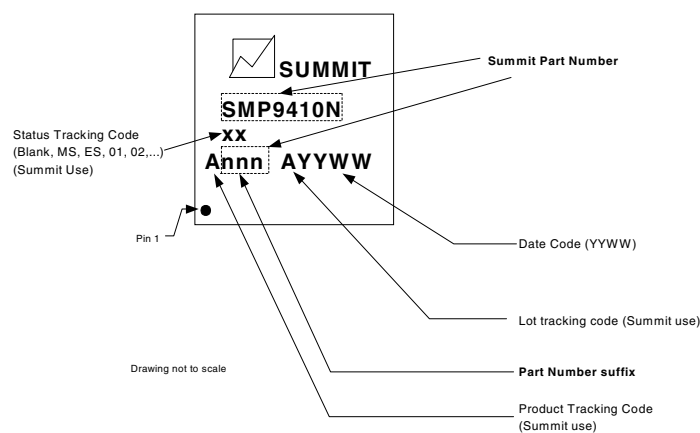 SUMMIT
Summit Part Number
SMP9410N
xx
Status Tracking Code
(Blank, MS, ES, 01, 02,...)
(Summit Use)
Annn AYYWW
Pin 1
Date Code (YYWW)
Lot tracking code (Summit use)
Drawing not to scale
Part Number suffix
Product Tracking Code
(Summit use)